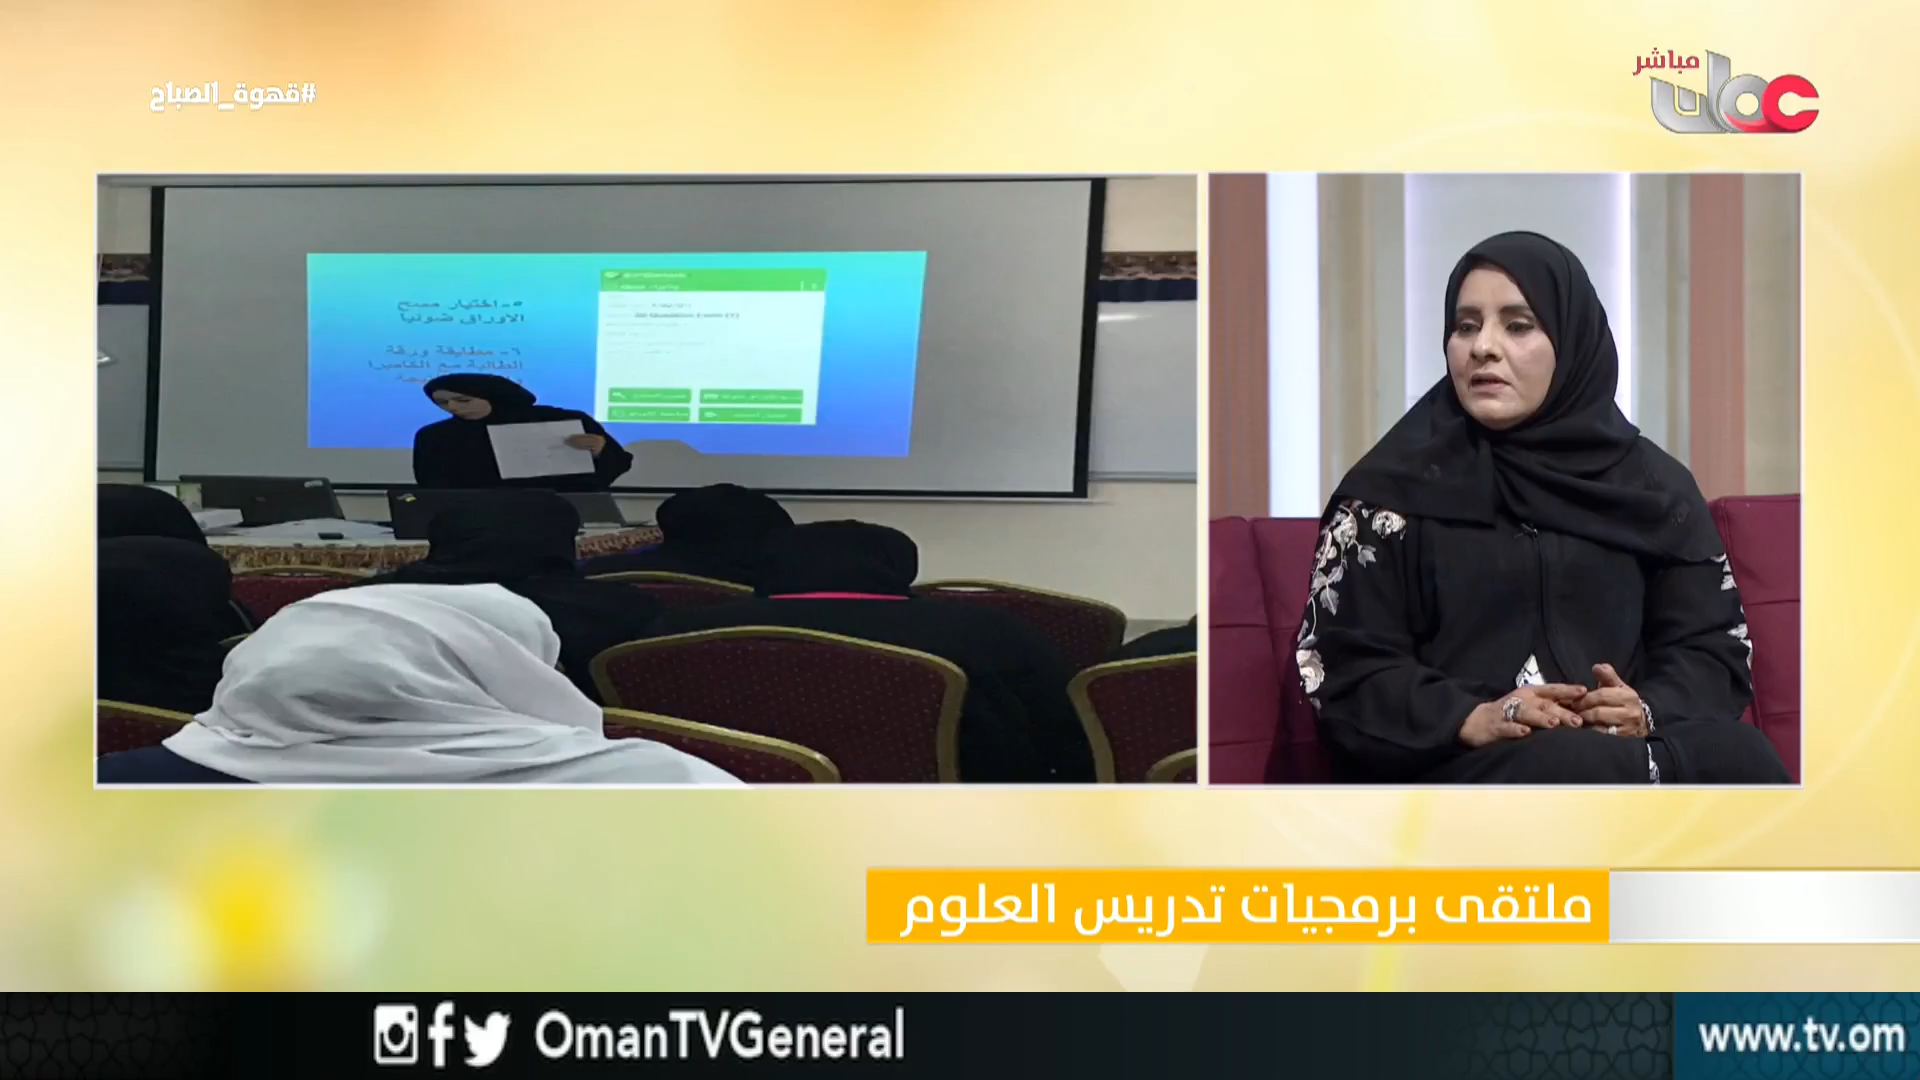 #قهوة_الصباح
مباشر
عمان
٥- اختيار مسح
الاوراق ضوئيا
٦- مطابقة ورقة
الطالبة مع الكاميرا
ملتقى برمجيات تدريس العلوم
OmanTVGeneral
www.tv.om